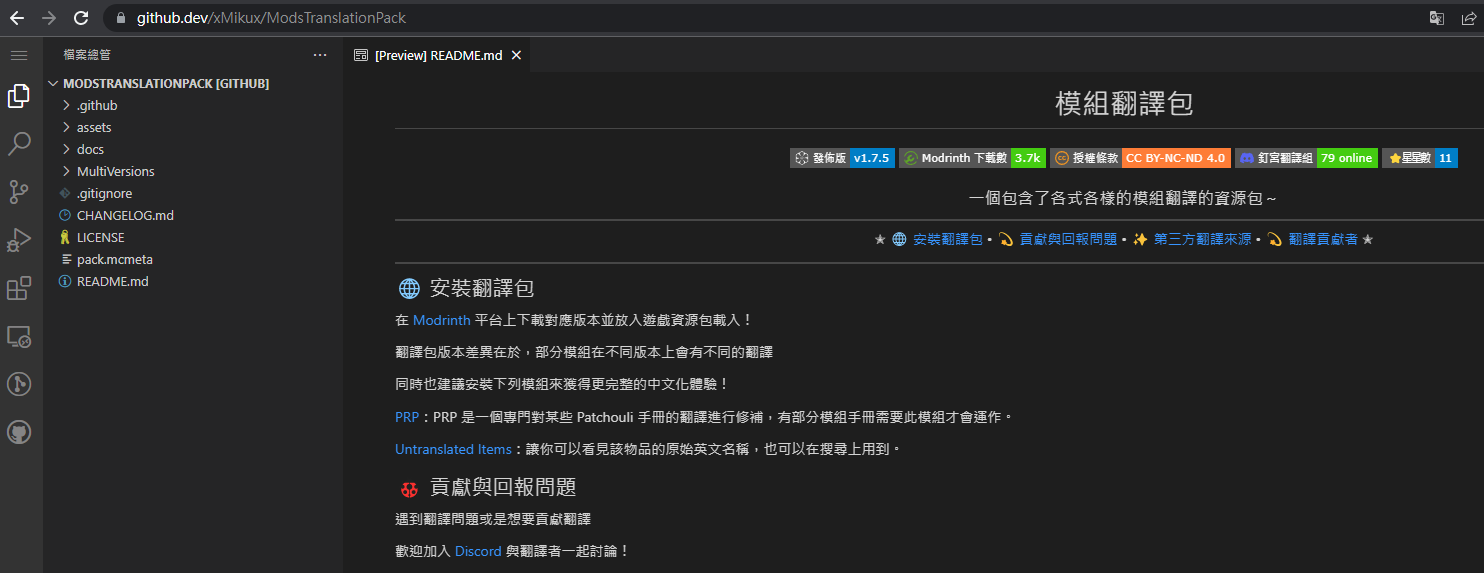 github.dev/xMikux/ModsTranslationPack
檔案總管
[Preview] README.md
MODSTRANSLATIONPACK [GITHUB]
.github
assets
docs
MultiVersions
.gitignore
CHANGELOG.md
LICENSE
pack.mcmeta
README.md
模組翻譯包
發佈版 v1.7.5 Modrinth 下載數 3.7k 授權條款 CC BY-NC-ND 4.0 釘宮翻譯組 79 online 星星數 11
一個包含了各式各樣的模組翻譯的資源包～
★ 🌐 安裝翻譯包 • 💫 貢獻與回報問題 • ✨ 第三方翻譯來源 • 💫 翻譯貢獻者 ★
安裝翻譯包
在 Modrinth 平台上下載對應版本並放入遊戲資源包載入！
翻譯包版本差異在於，部分模組在不同版本上會有不同的翻譯
同時也建議安裝下列模組來獲得更完整的中文化體驗！
PRP：PRP 是一個專門對某些 Patchouli 手冊的翻譯進行修補，有部分模組手冊需要此模組才會運作。
Untranslated Items：讓你可以看見該物品的原始英文名稱，也可以在搜尋上用到。
貢獻與回報問題
遇到翻譯問題或是想要貢獻翻譯
歡迎加入 Discord 與翻譯者一起討論！